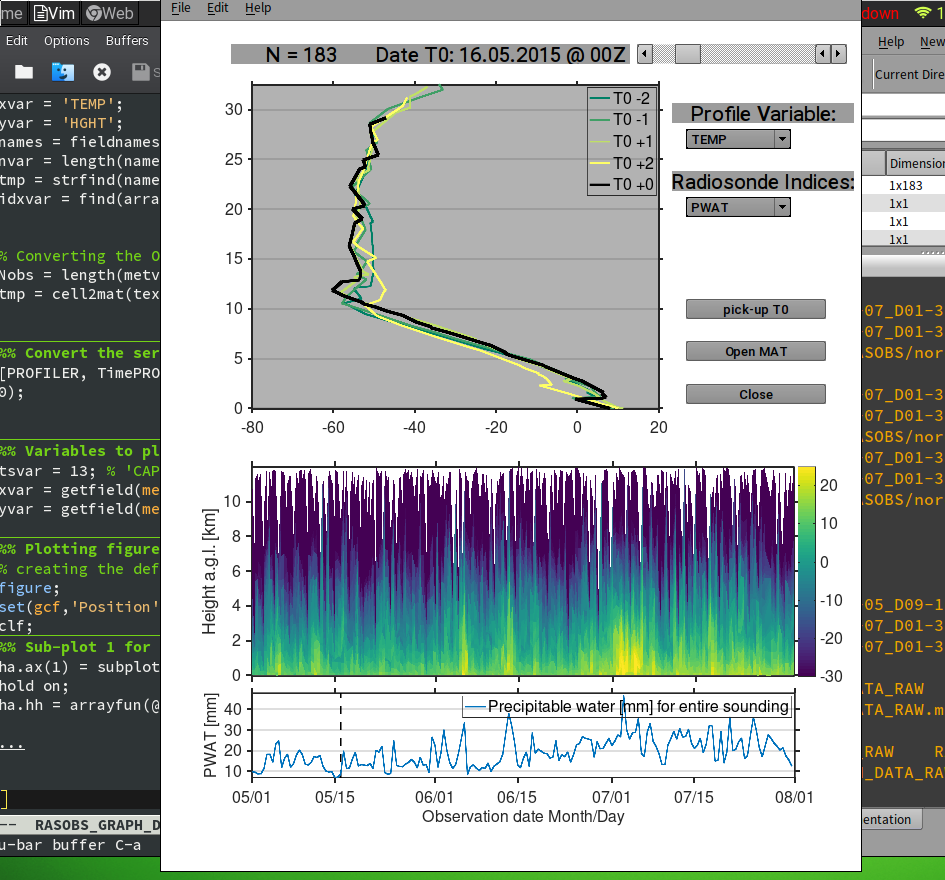 me Vim Web
Edit Options Buffers
S
xvar = 'TEMP';
yvar = 'HGHT';
names = fieldnames
nvar = length(name
tmp = strfind(name
idxvar = find(arra
% Converting the O
Nobs = length(metv
tmp = cell2mat(tex
%% Convert the ser
[PROFILER, TimePRO
0);
%% Variables to pl
tsvar = 13; % 'CAP
xvar = getfield(me
yvar = getfield(me
%% Plotting figure
% creating the def
figure;
set(gcf,'Position'
clf;
%% Sub-plot 1 for
ha.ax(1) = subplot
hold on;
ha.hh = arrayfun(@
...
]
-- RASOBS_GRAPH_D
u-bar buffer C-a
File Edit Help
N = 183 Date T0: 16.05.2015 @ 00Z
30
25
20
15
10
5
0
-80 -60 -40 -20 0 20
T0 -2
T0 -1
T0 +1
T0 +2
T0 +0
Profile Variable:
TEMP
Radiosonde Indices:
PWAT
pick-up T0
Open MAT
Close
Height a.g.l. [km]
10
8
6
4
2
0
20
10
0
-10
-20
-30
PWAT [mm]
40
30
20
10
Precipitable water [mm] for entire sounding
05/01 05/15 06/01 06/15 07/01 07/15 08/01
Observation date Month/Day
down 1
Help New
Current Dire
Dimension
1x183
1x1
1x1
1x1
07_D01-3
07_D01-3
ASOBS/nor
07_D01-3
07_D01-3
ASOBS/nor
07_D01-3
07_D01-3
ASOBS/nor
05_D09-1
07_D01-3
07_D01-3
ATA_RAW
ATA_RAW.m
RAW R
M_DATA_RA
entation